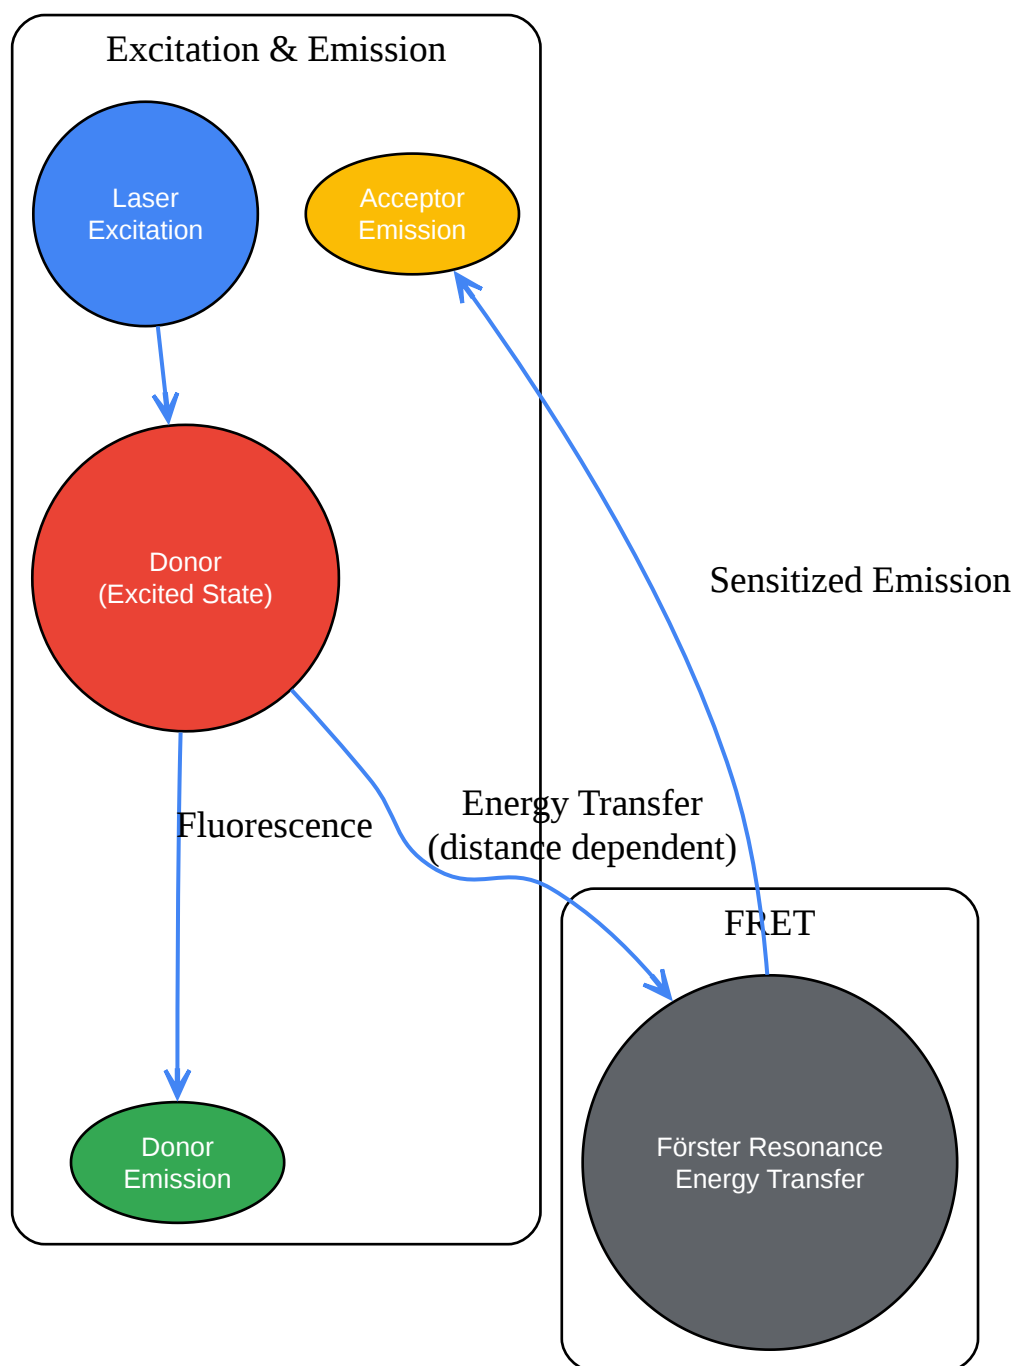 Excitation & Emission
Laser
Excitation
Acceptor
Emission
Donor
(Excited State)
Sensitized Emission
Fluorescence
Energy Transfer
(distance dependent)
FRET
Donor
Emission
Förster Resonance
Energy Transfer